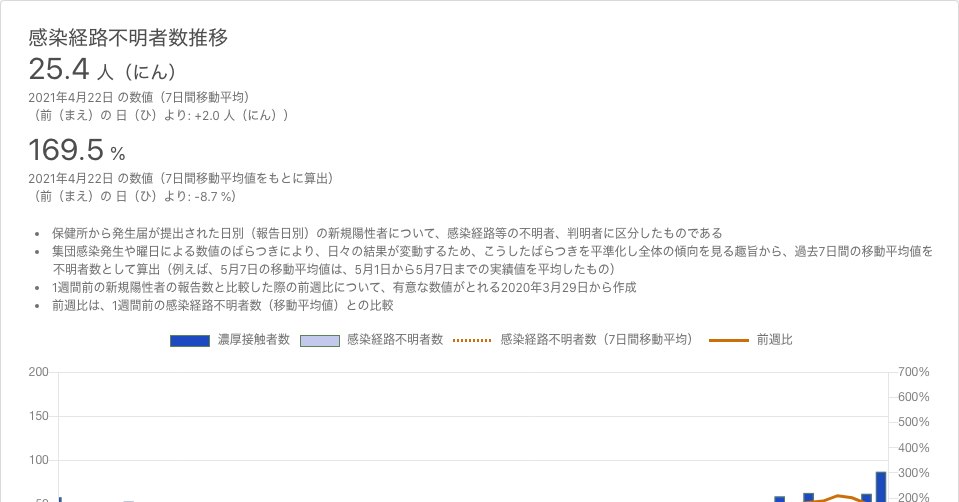 感染経路不明者数推移
25.4 人（にん）
2021年4月22日 の数値（7日間移動平均）
（前（まえ）の 日（ひ）より: +2.0 人（にん））
169.5 %
2021年4月22日 の数値（7日間移動平均値をもとに算出）
（前（まえ）の 日（ひ）より: -8.7 %）
• 保健所から発生届が提出された日別（報告日別）の新規陽性者について、感染経路等の不明者、判明者に区分したものである
• 集団感染発生や曜日による数値のばらつきにより、日々の結果が変動するため、こうしたばらつきを平準化し全体の傾向を見る趣旨から、過去7日間の移動平均値を
不明者数として算出（例えば、5月7日の移動平均値は、5月1日から5月7日までの実績値を平均したもの）
• 1週間前の新規陽性者の報告数と比較した際の前週比について、有意な数値がとれる2020年3月29日から作成
• 前週比は、1週間前の感染経路不明者数（移動平均値）との比較
濃厚接触者数 感染経路不明者数 感染経路不明者数（7日間移動平均） 前週比
200 700%
600%
150 500%
400%
100 300%
50 200%